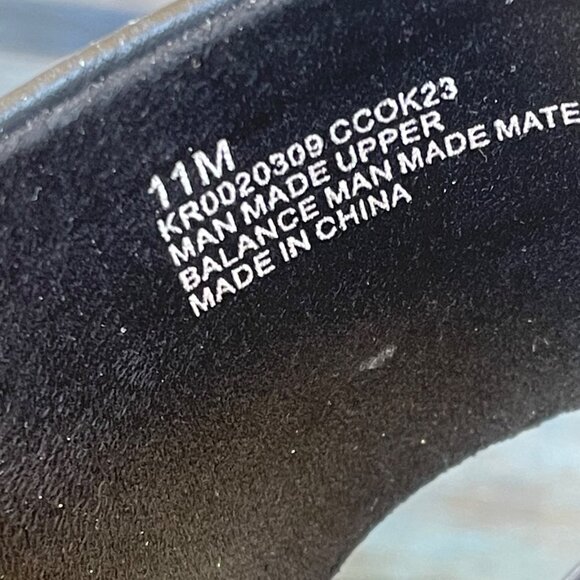 11M
KR0020309 CCOK23
MAN MADE UPPER
BALANCE MAN MADE MATE
MADE IN CHINA